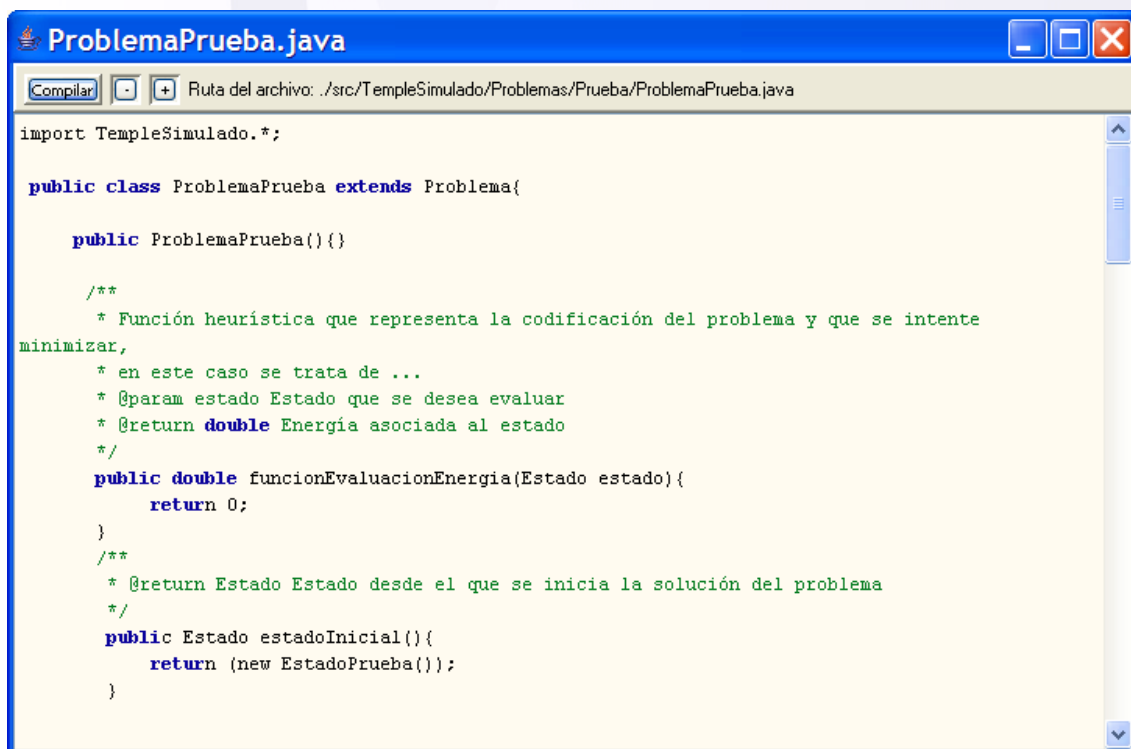 ProblemaPrueba.java
Compilar - + Ruta del archivo: ./src/TempleSimulado/Problemas/Prueba/ProblemaPrueba.java
import TempleSimulado.*;
public class ProblemaPrueba extends Problema{
public ProblemaPrueba(){}
/**
* Función heurística que representa la codificación del problema y que se intente
minimizar,
* en este caso se trata de ...
* @param estado Estado que se desea evaluar
* @return double Energía asociada al estado
*/
public double funcionEvaluacionEnergia(Estado estado){
return 0;
}
/**
* @return Estado Estado desde el que se inicia la solución del problema
*/
public Estado estadoInicial(){
return (new EstadoPrueba());
}